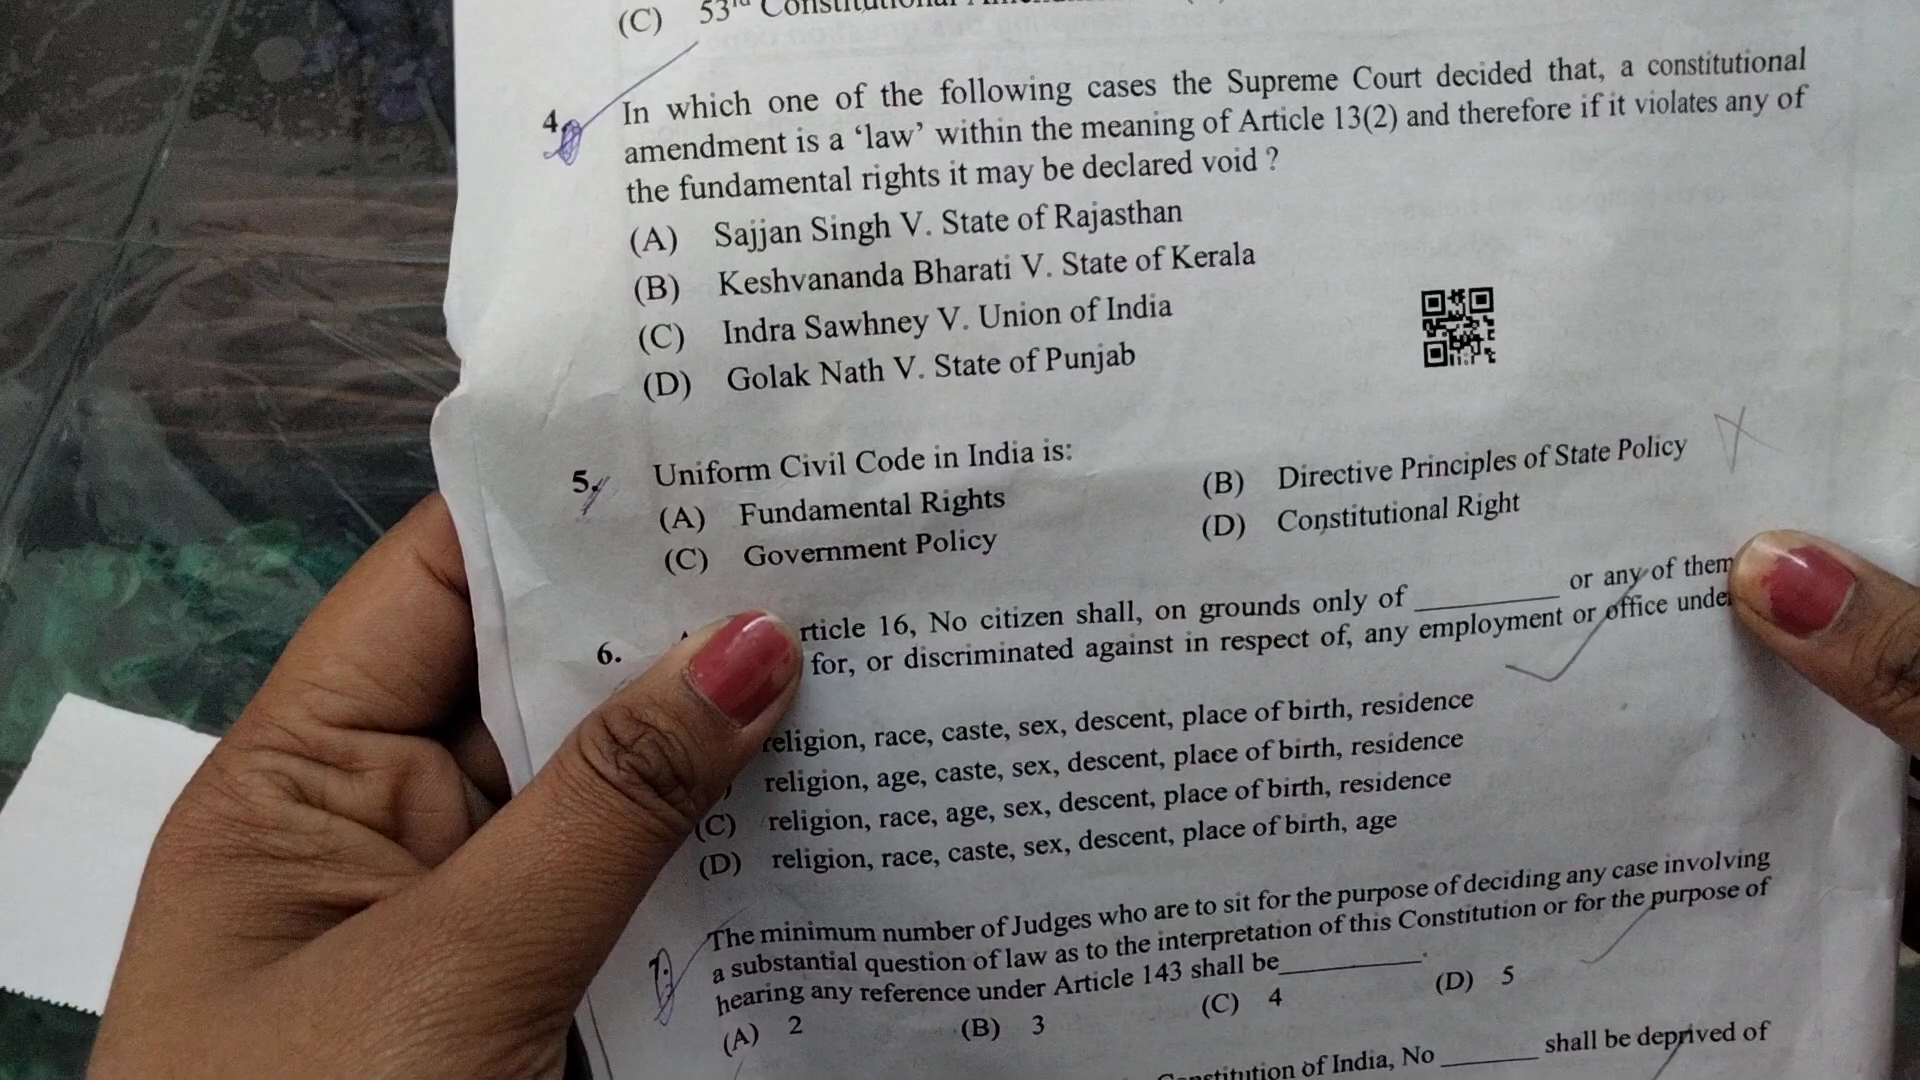 (C) 53rd Constitutional
4. In which one of the following cases the Supreme Court decided that, a constitutional
amendment is a ‘law’ within the meaning of Article 13(2) and therefore if it violates any of
the fundamental rights it may be declared void ?
(A) Sajjan Singh V. State of Rajasthan
(B) Keshvananda Bharati V. State of Kerala
(C) Indra Sawhney V. Union of India
(D) Golak Nath V. State of Punjab
5. Uniform Civil Code in India is:
(A) Fundamental Rights (B) Directive Principles of State Policy
(C) Government Policy (D) Constitutional Right
6. rticle 16, No citizen shall, on grounds only of __________ or any of them
for, or discriminated against in respect of, any employment or office under
religion, race, caste, sex, descent, place of birth, residence
religion, age, caste, sex, descent, place of birth, residence
(C) religion, race, age, sex, descent, place of birth, residence
(D) religion, race, caste, sex, descent, place of birth, age
7. The minimum number of Judges who are to sit for the purpose of deciding any case involving
a substantial question of law as to the interpretation of this Constitution or for the purpose of
hearing any reference under Article 143 shall be__________.
(A) 2 (B) 3 (C) 4 (D) 5
Constitution of India, No _______ shall be deprived of